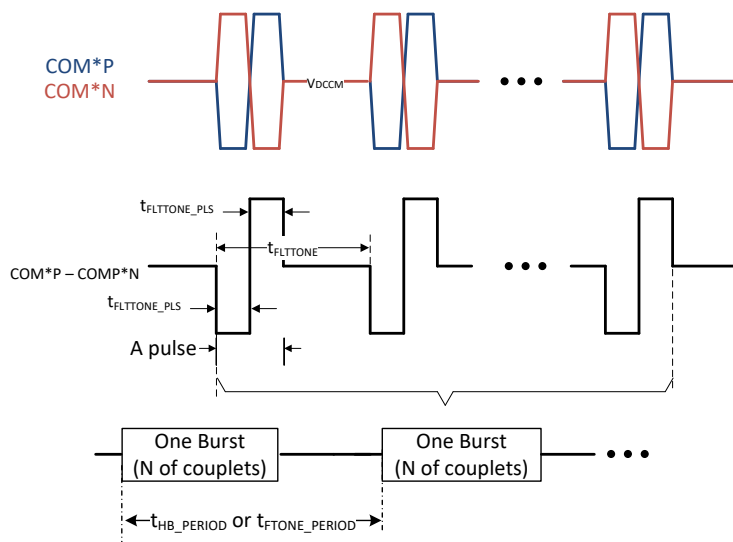 COM*P
COM*N
VDCCM
tFLTTONE_PLS
tFLTTONE
COM*P – COMP*N
tFLTTONE_PLS
A pulse
One Burst
(N of couplets)
One Burst
(N of couplets)
tHB_PERIOD or tFTONE_PERIOD